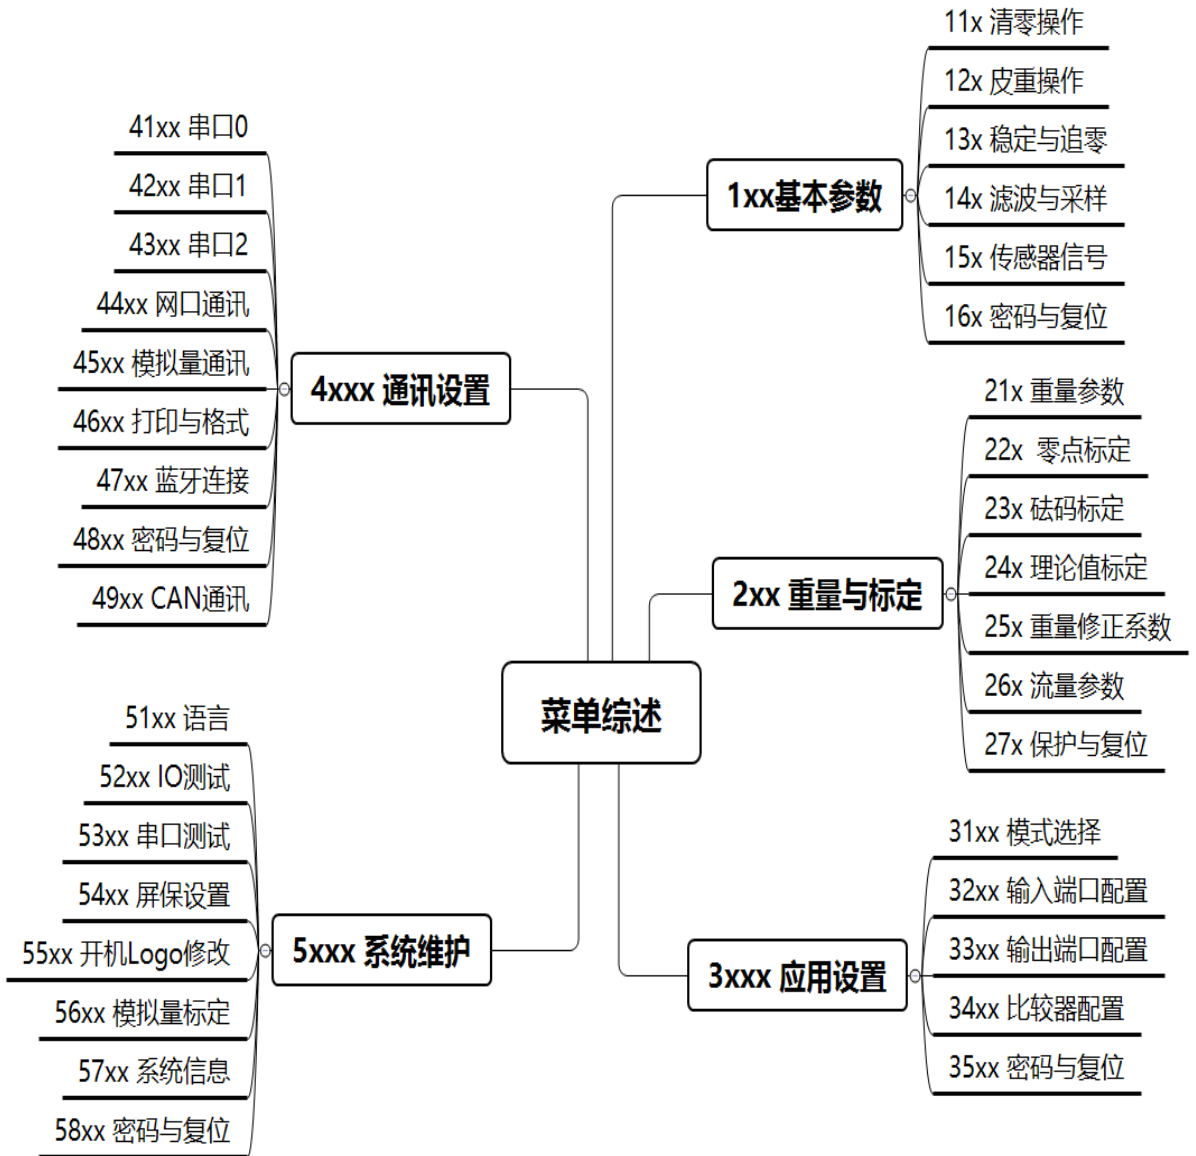 菜单综述
1xx基本参数
11x 清零操作
12x 皮重操作
13x 稳定与追零
14x 滤波与采样
15x 传感器信号
16x 密码与复位
2xx 重量与标定
21x 重量参数
22x 零点标定
23x 砝码标定
24x 理论值标定
25x 重量修正系数
26x 流量参数
27x 保护与复位
3xxx 应用设置
31xx 模式选择
32xx 输入端口配置
33xx 输出端口配置
34xx 比较器配置
35xx 密码与复位
4xxx 通讯设置
41xx 串口0
42xx 串口1
43xx 串口2
44xx 网口通讯
45xx 模拟量通讯
46xx 打印与格式
47xx 蓝牙连接
48xx 密码与复位
49xx CAN通讯
5xxx 系统维护
51xx 语言
52xx IO测试
53xx 串口测试
54xx 屏保设置
55xx 开机Logo修改
56xx 模拟量标定
57xx 系统信息
58xx 密码与复位